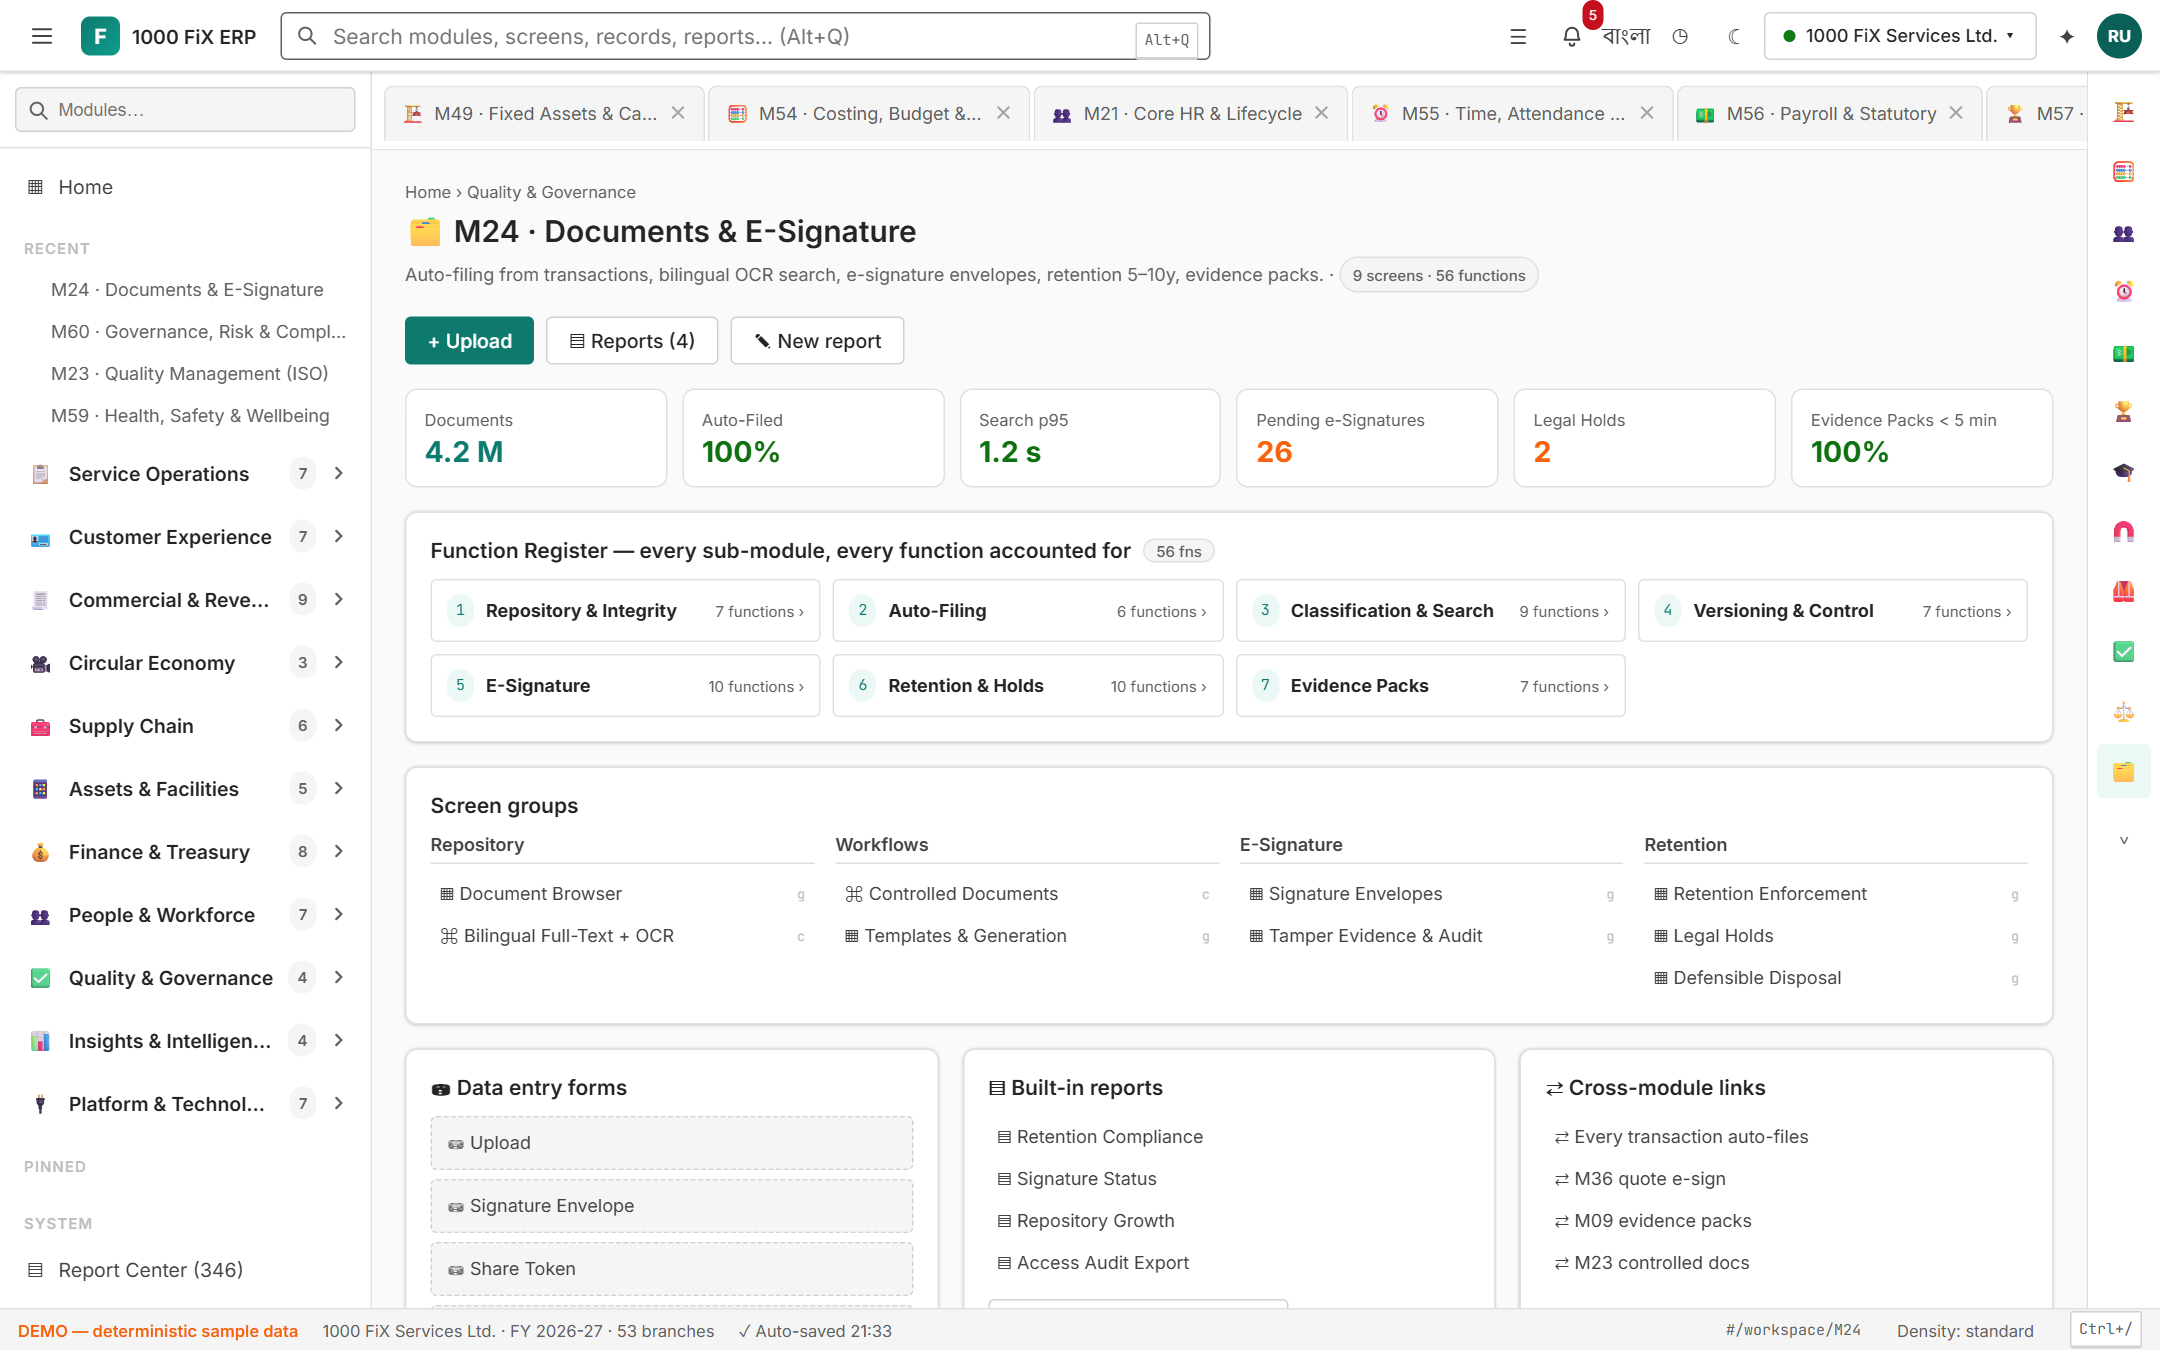 F 1000 FiX ERP
Search modules, screens, records, reports... (Alt+Q)
Alt+Q
5
বাংলা
1000 FiX Services Ltd.
RU
Modules...
Home
RECENT
M24 · Documents & E-Signature
M60 · Governance, Risk & Compl...
M23 · Quality Management (ISO)
M59 · Health, Safety & Wellbeing
Service Operations 7
Customer Experience 7
Commercial & Reve... 9
Circular Economy 3
Supply Chain 6
Assets & Facilities 5
Finance & Treasury 8
People & Workforce 7
Quality & Governance 4
Insights & Intelligen... 4
Platform & Technol... 7
PINNED
SYSTEM
Report Center (346)
M49 · Fixed Assets & Ca...
M54 · Costing, Budget &...
M21 · Core HR & Lifecycle
M55 · Time, Attendance ...
M56 · Payroll & Statutory
M57 ·
Home › Quality & Governance
M24 · Documents & E-Signature
Auto-filing from transactions, bilingual OCR search, e-signature envelopes, retention 5–10y, evidence packs. · 9 screens · 56 functions
+ Upload
Reports (4)
New report
Documents
4.2 M
Auto-Filed
100%
Search p95
1.2 s
Pending e-Signatures
26
Legal Holds
2
Evidence Packs < 5 min
100%
Function Register — every sub-module, every function accounted for 56 fns
1 Repository & Integrity 7 functions ›
2 Auto-Filing 6 functions ›
3 Classification & Search 9 functions ›
4 Versioning & Control 7 functions ›
5 E-Signature 10 functions ›
6 Retention & Holds 10 functions ›
7 Evidence Packs 7 functions ›
Screen groups
Repository
Document Browser g
⌘ Bilingual Full-Text + OCR c
Workflows
⌘ Controlled Documents c
Templates & Generation g
E-Signature
Signature Envelopes g
Tamper Evidence & Audit g
Retention
Retention Enforcement g
Legal Holds g
Defensible Disposal g
Data entry forms
Upload
Signature Envelope
Share Token
Built-in reports
Retention Compliance
Signature Status
Repository Growth
Access Audit Export
⇄ Cross-module links
⇄ Every transaction auto-files
⇄ M36 quote e-sign
⇄ M09 evidence packs
⇄ M23 controlled docs
DEMO — deterministic sample data
1000 FiX Services Ltd. · FY 2026-27 · 53 branches
✓ Auto-saved 21:33
#/workspace/M24
Density: standard
Ctrl+/